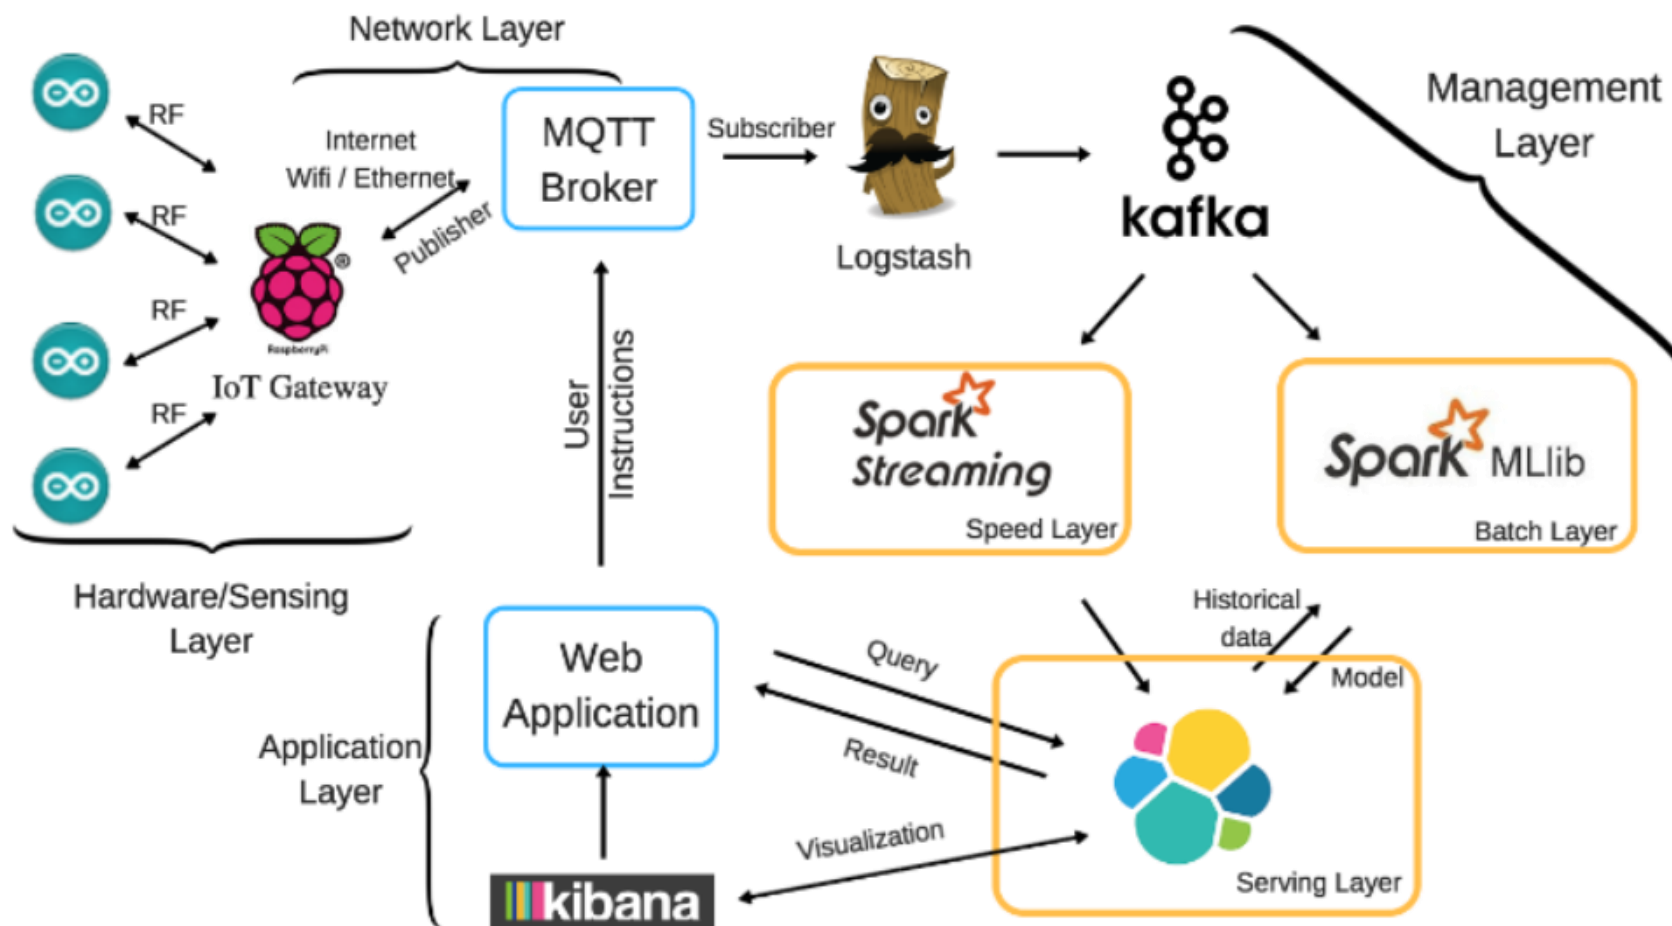 Network Layer
RF
Internet
Wifi / Ethernet
Publisher
MQTT
Broker
Subscriber
Logstash
kafka
Management
Layer
RF
RF
RF
®
RaspberryPi
IoT Gateway
Hardware/Sensing
Layer
User
Instructions
Spark
Streaming
Speed Layer
Spark MLlib
Batch Layer
Historical
data
Model
Query
Result
Visualization
Web
Application
Application
Layer
kibana
Serving Layer